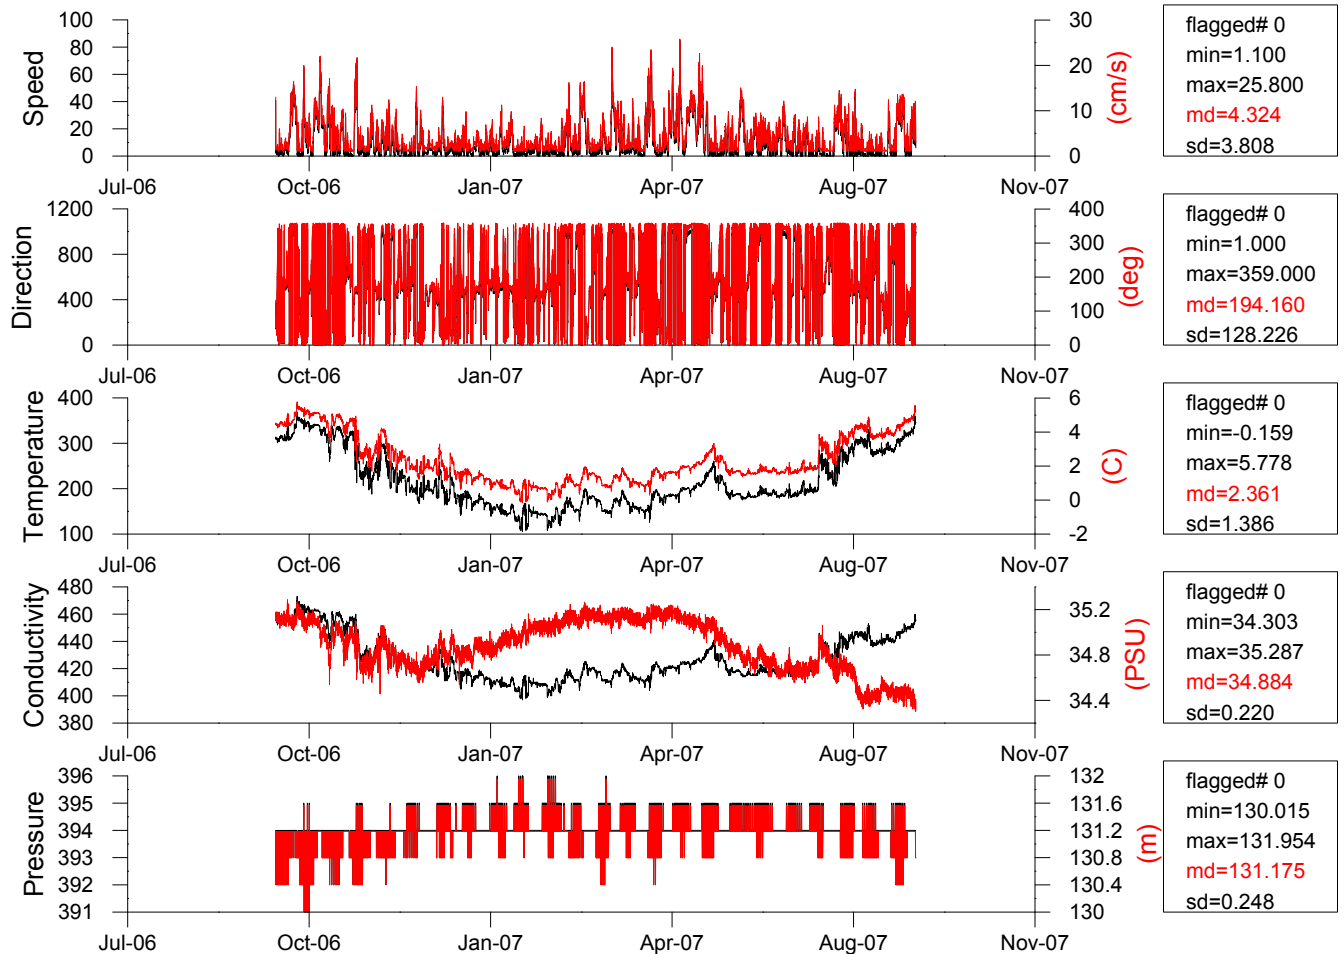 Speed
100
80
60
40
20
0
30
20
10
0
(cm/s)
Jul-06
Oct-06
Jan-07
Apr-07
Aug-07
Nov-07
flagged# 0
min=1.100
max=25.800
md=4.324
sd=3.808
Direction
1200
800
400
0
400
300
200
100
0
(deg)
Jul-06
Oct-06
Jan-07
Apr-07
Aug-07
Nov-07
flagged# 0
min=1.000
max=359.000
md=194.160
sd=128.226
Temperature
400
300
200
100
6
4
2
0
-2
(C)
Jul-06
Oct-06
Jan-07
Apr-07
Aug-07
Nov-07
flagged# 0
min=-0.159
max=5.778
md=2.361
sd=1.386
Conductivity
480
460
440
420
400
380
35.2
34.8
34.4
(PSU)
Jul-06
Oct-06
Jan-07
Apr-07
Aug-07
Nov-07
flagged# 0
min=34.303
max=35.287
md=34.884
sd=0.220
Pressure
396
395
394
393
392
391
132
131.6
131.2
130.8
130.4
130
(m)
Jul-06
Oct-06
Jan-07
Apr-07
Aug-07
Nov-07
flagged# 0
min=130.015
max=131.954
md=131.175
sd=0.248